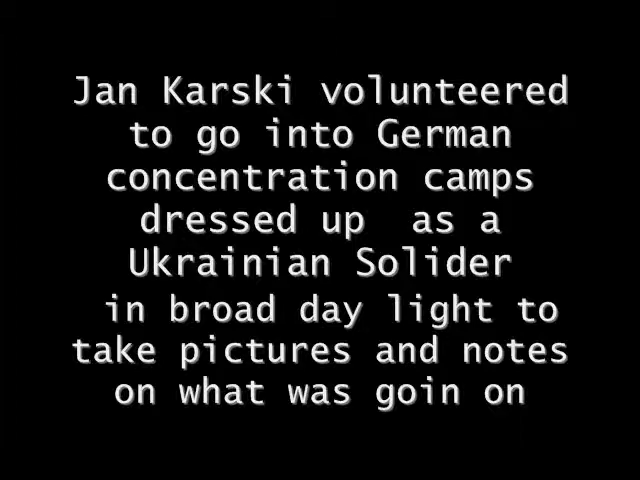 Jan Karski volunteered
to go into German
concentration camps
dressed up  as a
Ukrainian Solider
in broad day light to
take pictures and notes
on what was goin on